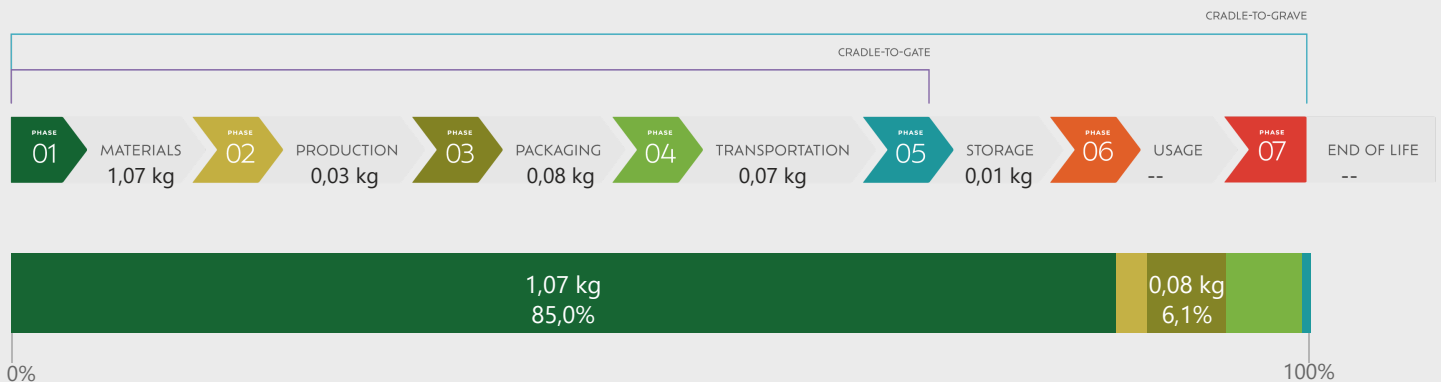 CRADLE-TO-GRAVE
CRADLE-TO-GATE
PHASE
01
MATERIALS
1,07 kg
PHASE
02
PRODUCTION
0,03 kg
PHASE
03
PACKAGING
0,08 kg
PHASE
04
TRANSPORTATION
0,07 kg
PHASE
05
STORAGE
0,01 kg
PHASE
06
USAGE
--
PHASE
07
END OF LIFE
--
1,07 kg
85,0%
0,08 kg
6,1%
0%
100%